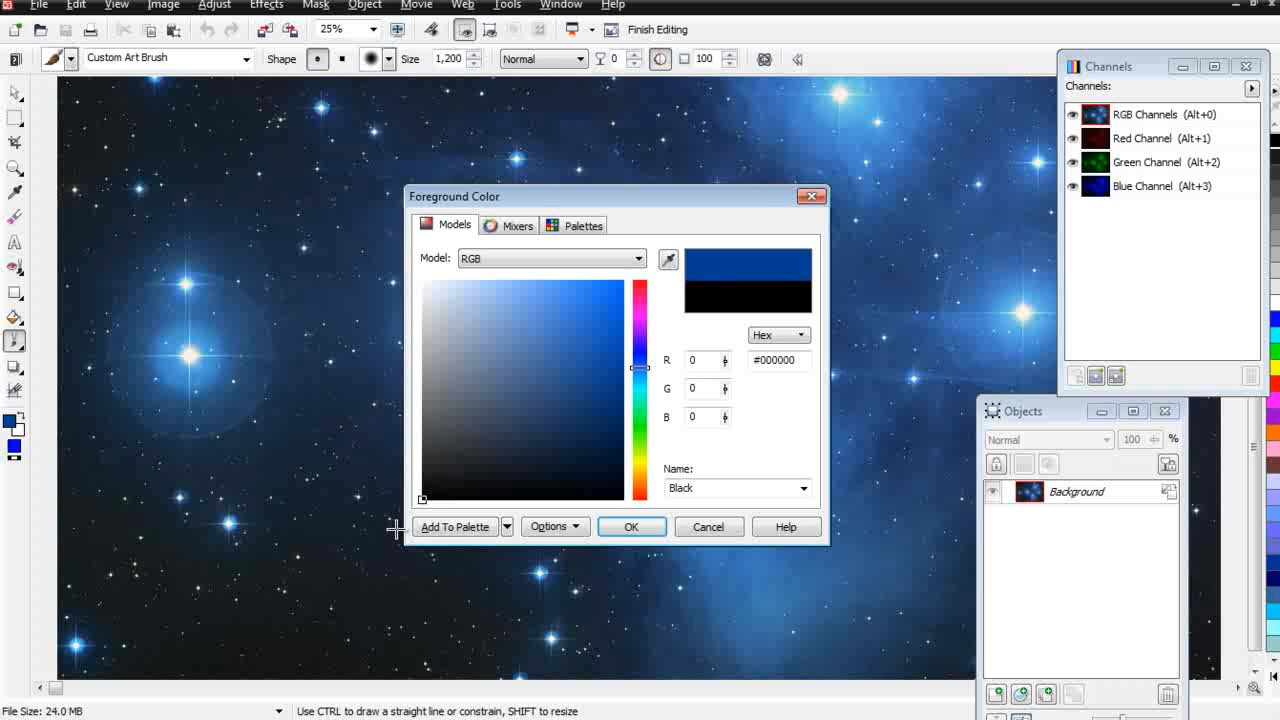 File Edit View Image Adjust Effects Mask Object Movie Web Tools Window Help
25% Finish Editing
Custom Art Brush Shape Size 1,200 Normal 0 100
Channels
Channels:
RGB Channels (Alt+0)
Red Channel (Alt+1)
Green Channel (Alt+2)
Blue Channel (Alt+3)
Foreground Color
Models Mixers Palettes
Model: RGB
Hex
R 0 #000000
G 0
B 0
Name:
Black
Add To Palette Options OK Cancel Help
Objects
Normal 100 %
Background
File Size: 24.0 MB Use CTRL to draw a straight line or constrain, SHIFT to resize